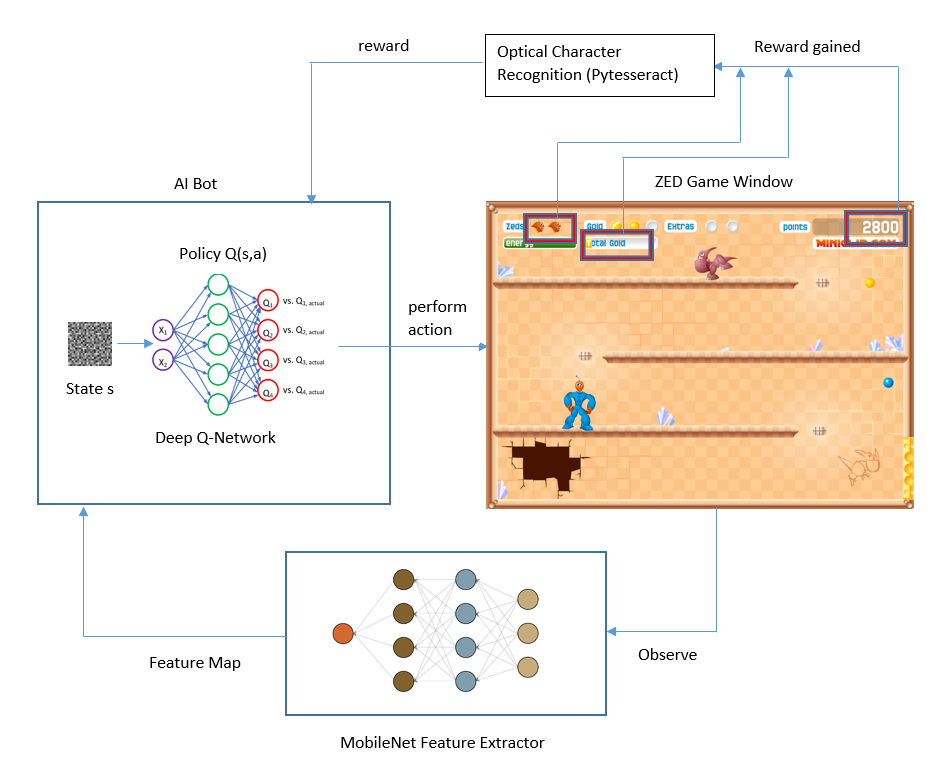 reward
Optical Character
Recognition (Pytesseract)
Reward gained
AI Bot
ZED Game Window
Policy Q(s,a)
X₁
X₂
Q₁ vs. Q₁, actual
Q₂ vs. Q₂, actual
Q₃ vs. Q₃, actual
Q₄ vs. Q₄, actual
State s
Deep Q-Network
perform
action
Zeds
Gold
Extras
points
2800
energy
otal Gold
Feature Map
Observe
MobileNet Feature Extractor